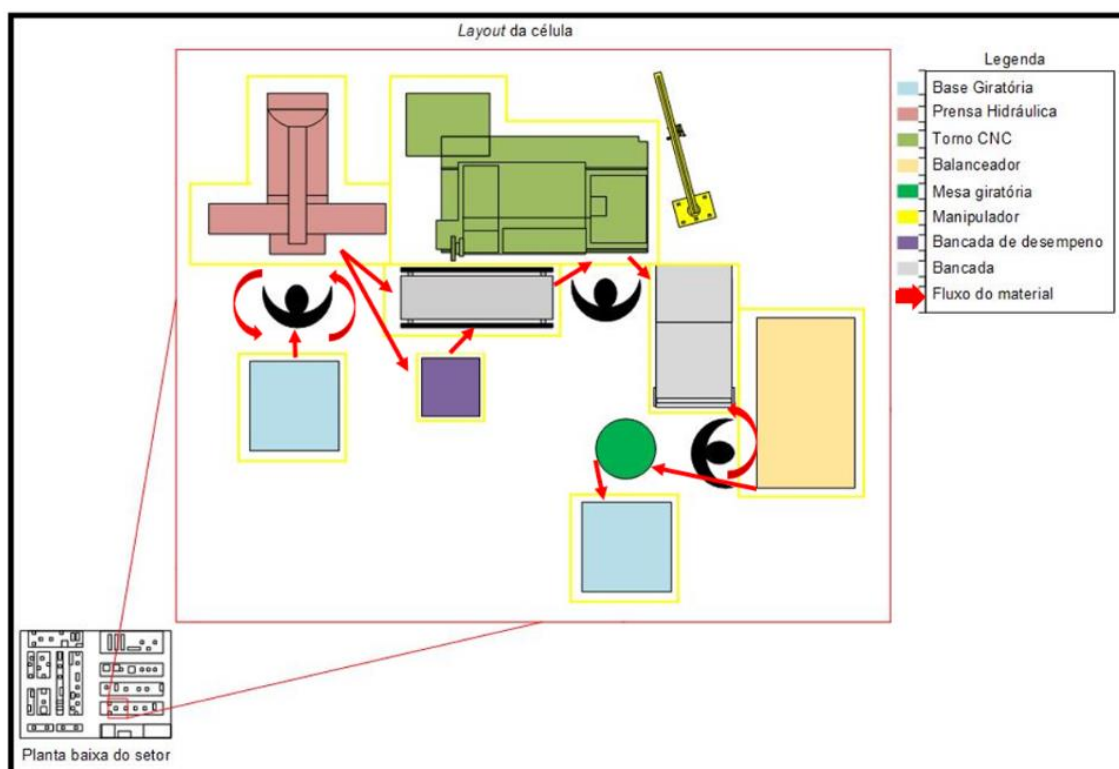 Layout da célula
Legenda
Base Giratória
Prensa Hidráulica
Torno CNC
Balanceador
Mesa giratória
Manipulador
Bancada de desempeno
Bancada
Fluxo do material
Planta baixa do setor